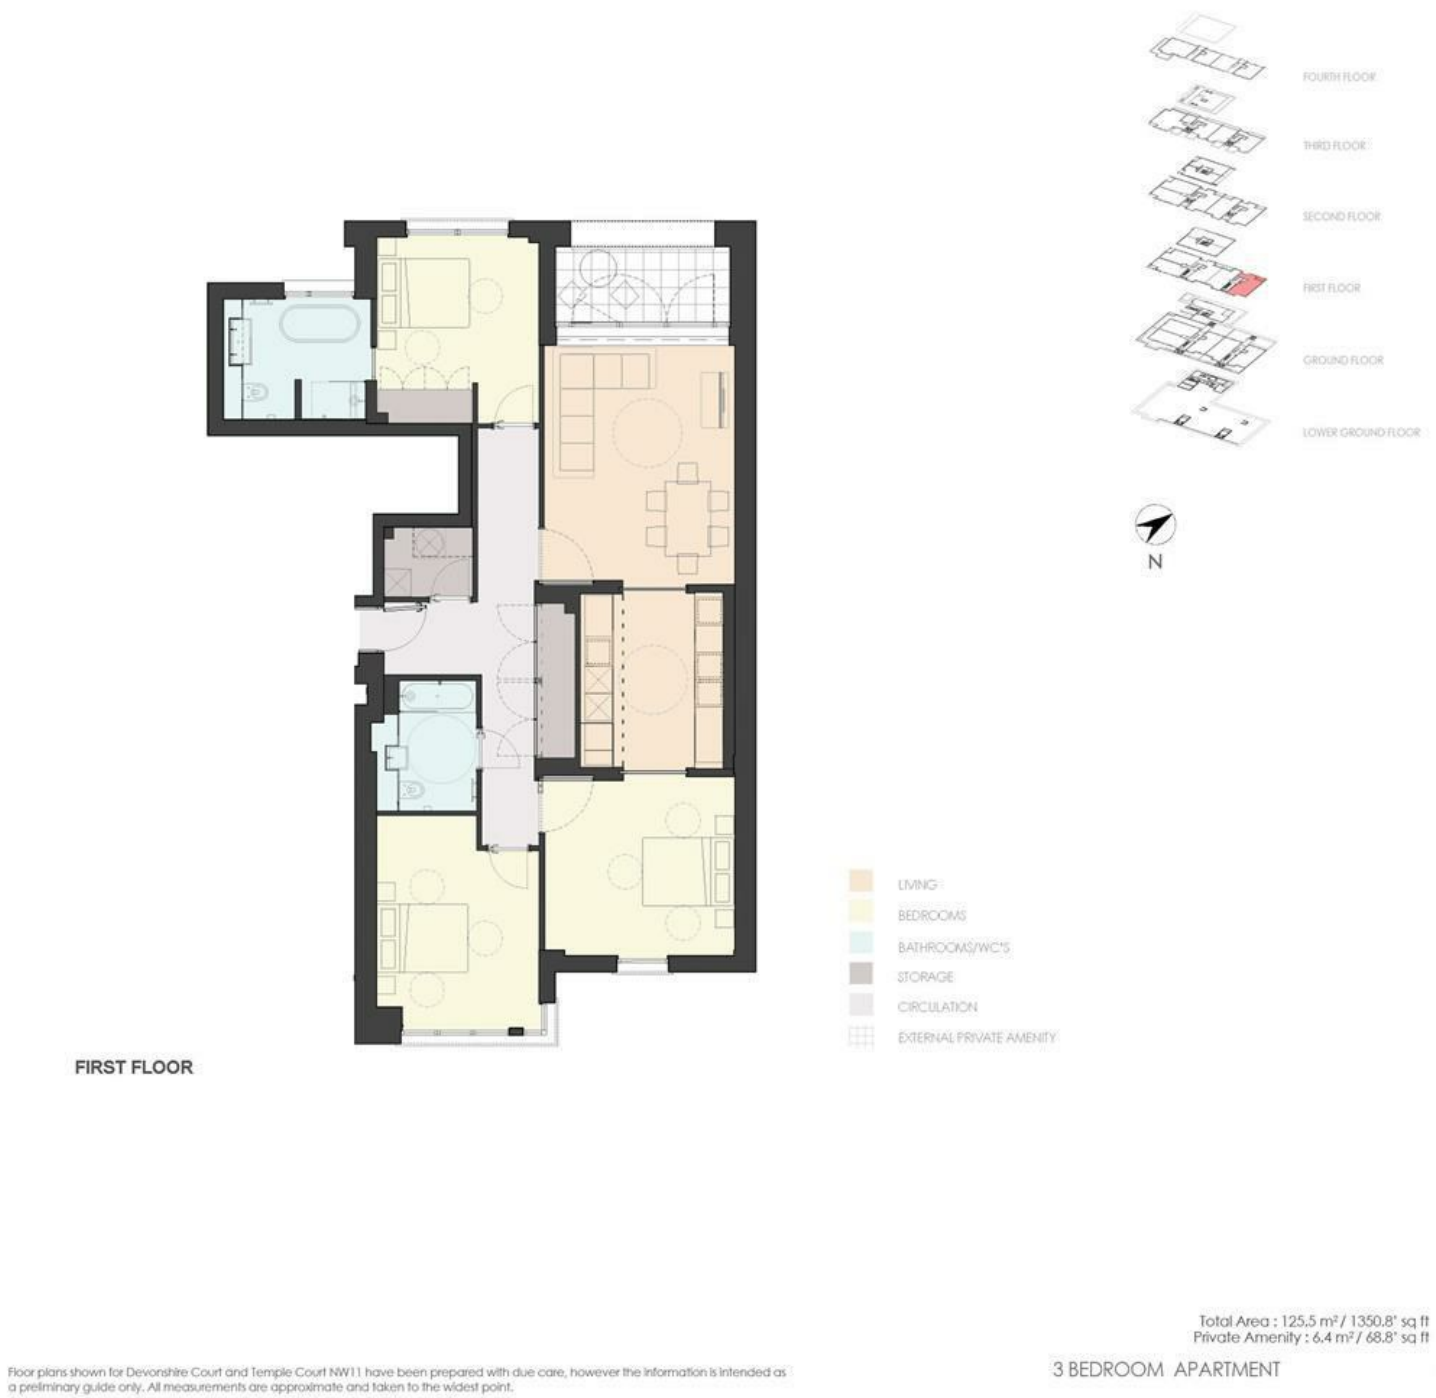 FOURTH FLOOR
THIRD FLOOR
SECOND FLOOR
FIRST FLOOR
GROUND FLOOR
LOWER GROUND FLOOR
N
LIVING
BEDROOMS
BATHROOMS/WC'S
STORAGE
CIRCULATION
EXTERNAL PRIVATE AMENITY
FIRST FLOOR
Total Area : 125.5 m² / 1350.8' sq ft
Private Amenity : 6.4 m² / 68.8' sq ft
3 BEDROOM APARTMENT
Floor plans shown for Devonshire Court and Temple Court NW11 have been prepared with due care, however the information is intended as
a preliminary guide only. All measurements are approximate and taken to the widest point.